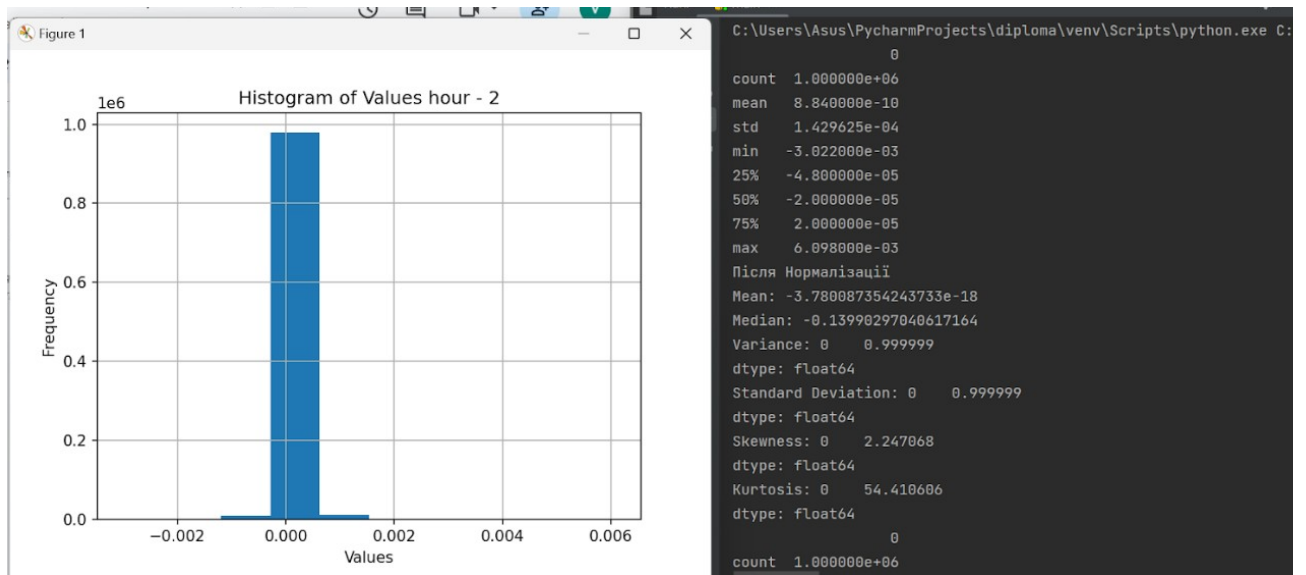 Figure 1
1e6
Histogram of Values hour - 2
1.0
0.8
0.6
0.4
0.2
0.0
Frequency
−0.002
0.000
0.002
0.004
0.006
Values
C:\Users\Asus\PycharmProjects\diploma\venv\Scripts\python.exe C:
0
count 1.000000e+06
mean 8.840000e-10
std 1.429625e-04
min -3.022000e-03
25% -4.800000e-05
50% -2.000000e-05
75% 2.000000e-05
max 6.098000e-03
Після Нормалізації
Mean: -3.780087354243733e-18
Median: -0.13990297040617164
Variance: 0 0.999999
dtype: float64
Standard Deviation: 0 0.999999
dtype: float64
Skewness: 0 2.247068
dtype: float64
Kurtosis: 0 54.410606
dtype: float64
0
count 1.000000e+06